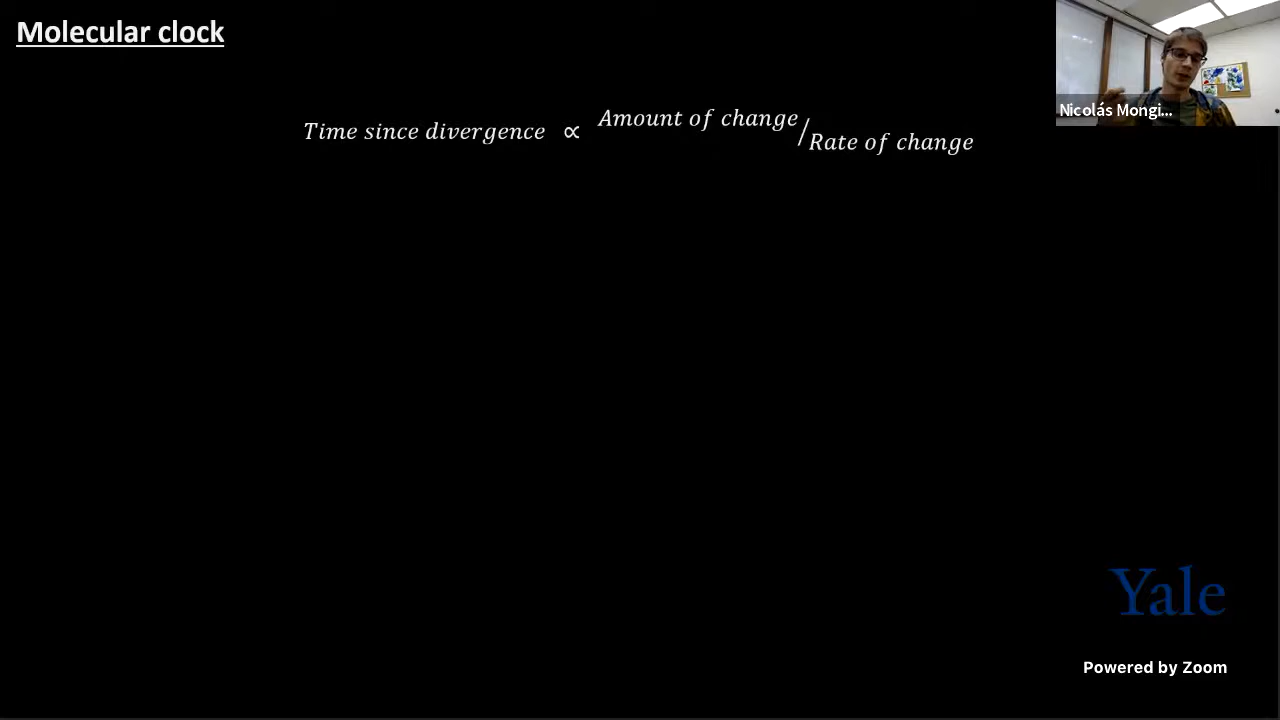 Molecular clock
Time since divergence ∝ Amount of change/Rate of change
Nicolás Mongi...
Yale
Powered by Zoom